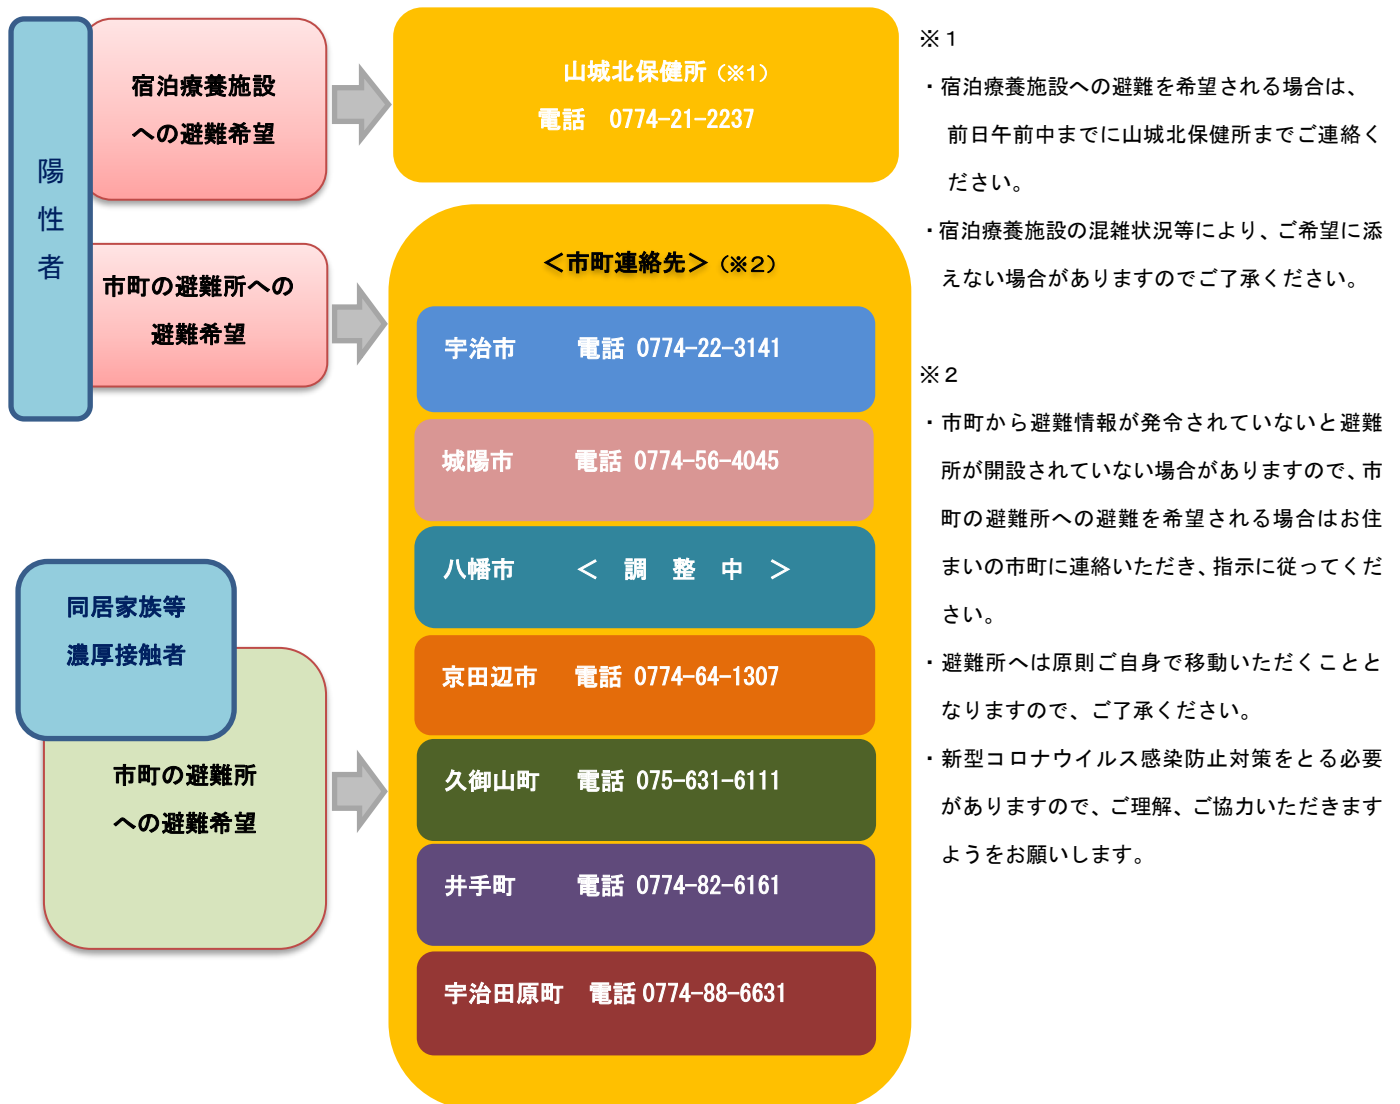 陽性者
宿泊療養施設
への避難希望
山城北保健所（※1）
電話　0774-21-2237
市町の避難所への
避難希望
＜市町連絡先＞（※2）
宇治市　電話 0774-22-3141
城陽市　電話 0774-56-4045
八幡市　＜　調　整　中　＞
京田辺市　電話 0774-64-1307
久御山町　電話 075-631-6111
井手町　電話 0774-82-6161
宇治田原町　電話 0774-88-6631
同居家族等
濃厚接触者
市町の避難所
への避難希望
※１
・宿泊療養施設への避難を希望される場合は、
前日午前中までに山城北保健所までご連絡く
ださい。
・宿泊療養施設の混雑状況等により、ご希望に添
えない場合がありますのでご了承ください。
※２
・市町から避難情報が発令されていないと避難
所が開設されていない場合がありますので、市
町の避難所への避難を希望される場合はお住
まいの市町に連絡いただき、指示に従ってくだ
さい。
・避難所へは原則ご自身で移動いただくことと
なりますので、ご了承ください。
・新型コロナウイルス感染防止対策をとる必要
がありますので、ご理解、ご協力いただきます
ようをお願いします。